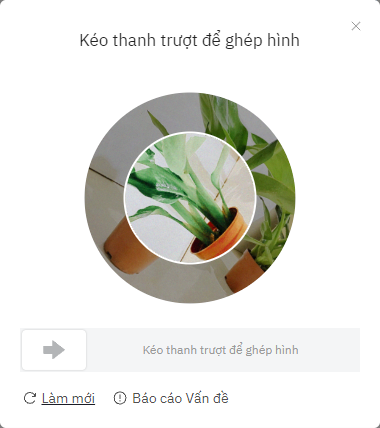 Kéo thanh trượt để ghép hình
Kéo thanh trượt để ghép hình
Làm mới
Báo cáo Vấn đề